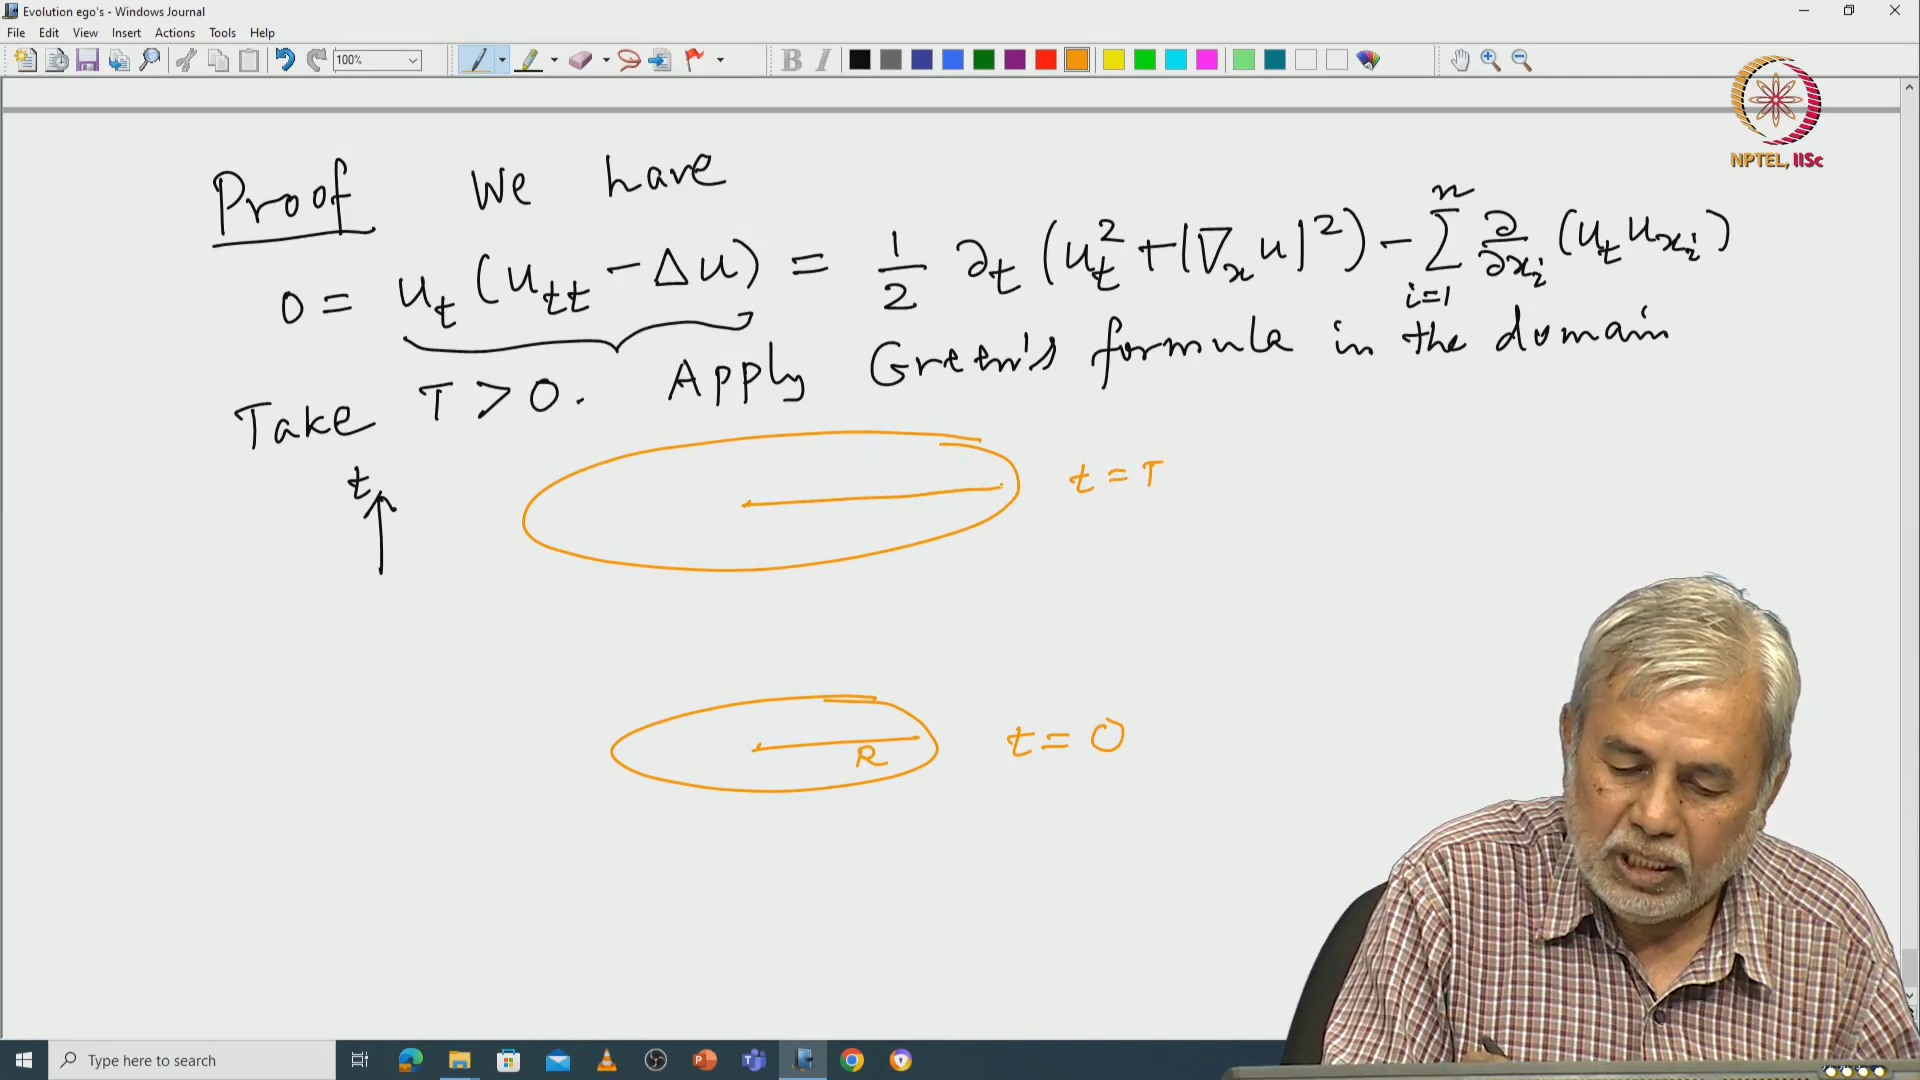 Evolution eqo's - Windows Journal
File Edit View Insert Actions Tools Help
100%
B I
NPTEL, IISc
Proof We have
0 = u_t (u_tt - Δu) = 1/2 ∂_t (u_t^2 + |∇_x u|^2) - ∑_{i=1}^n ∂/∂x_i (u_t u_{x_i})
Take T > 0. Apply Green's formula in the domain
t
t = T
R t = 0
Type here to search